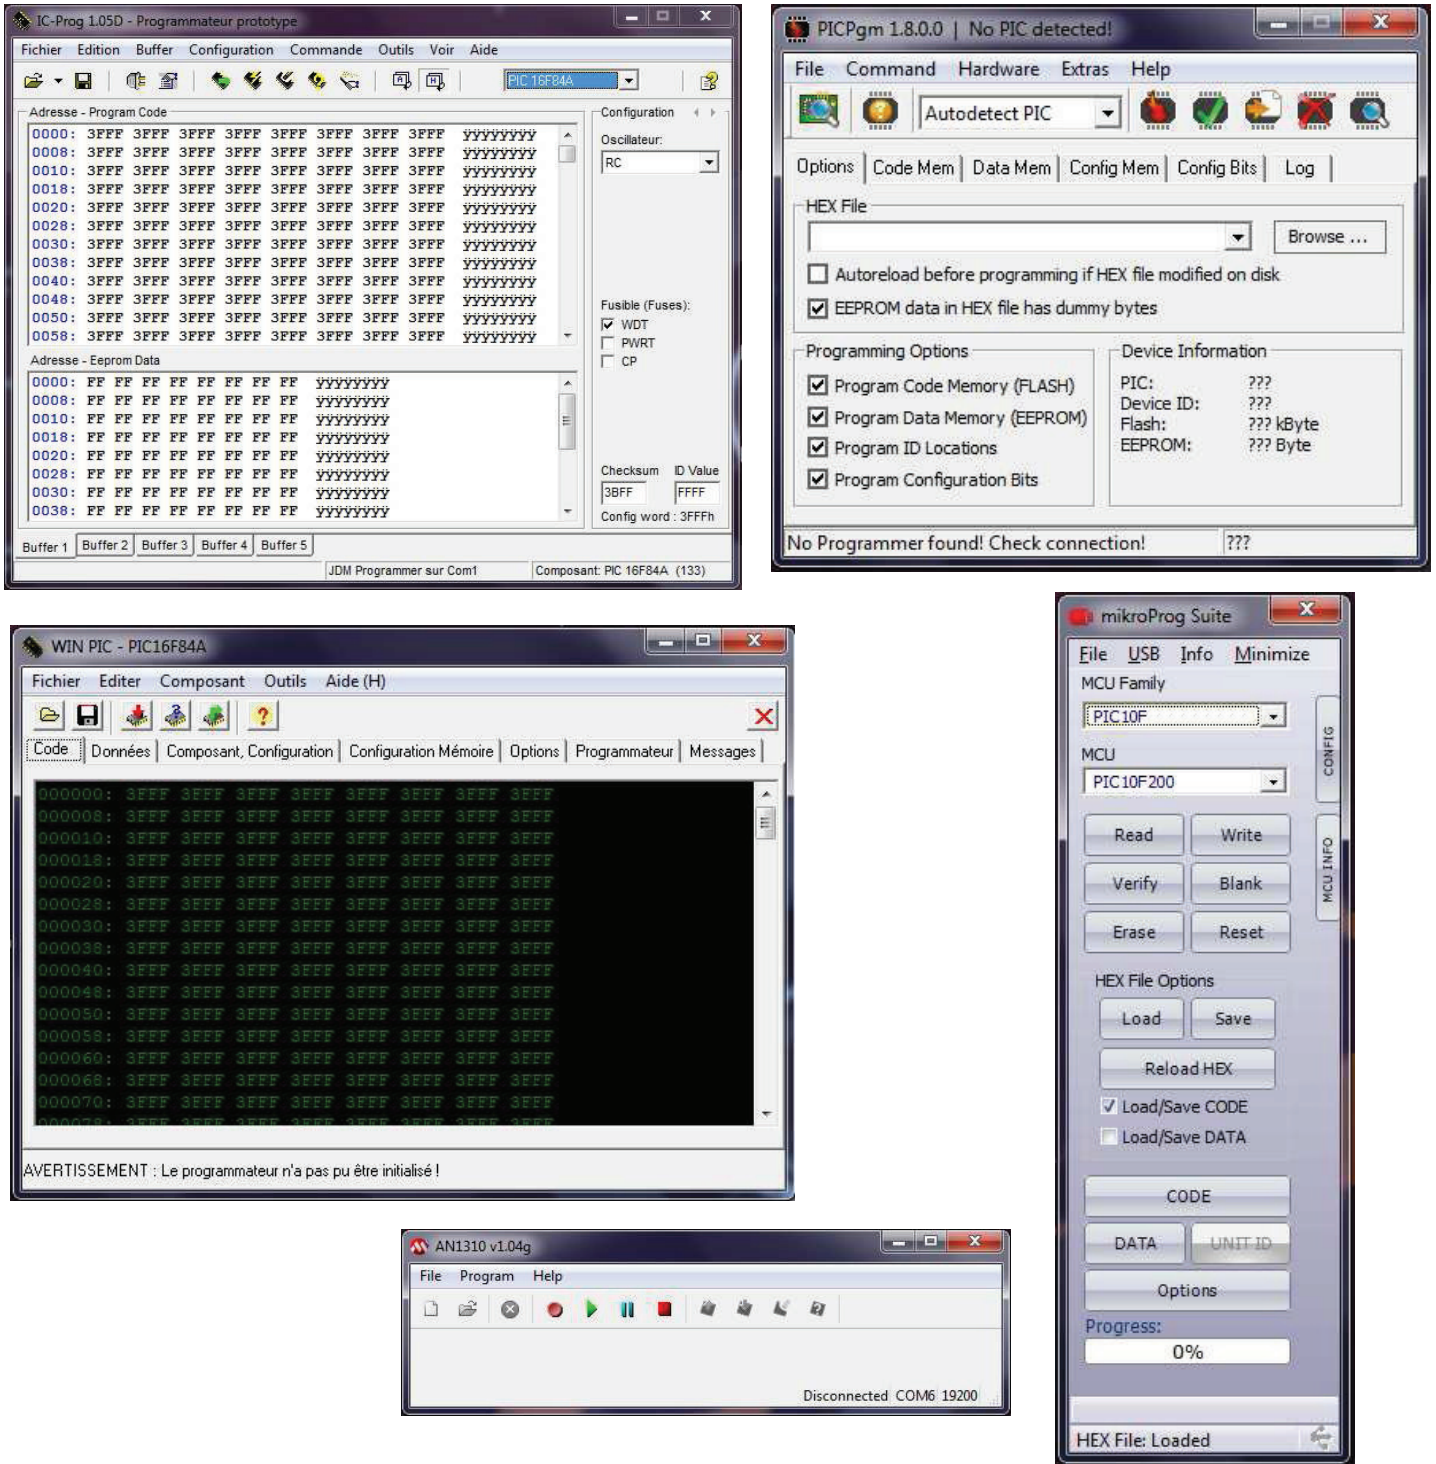 IC-Prog 1.05D - Programmateur prototype
Fichier Edition Buffer Configuration Commande Outils Voir Aide
PIC 16F84A
Adresse - Program Code
0000: 3FFF 3FFF 3FFF 3FFF 3FFF 3FFF 3FFF 3FFF ÿÿÿÿÿÿÿÿ
0008: 3FFF 3FFF 3FFF 3FFF 3FFF 3FFF 3FFF 3FFF ÿÿÿÿÿÿÿÿ
0010: 3FFF 3FFF 3FFF 3FFF 3FFF 3FFF 3FFF 3FFF ÿÿÿÿÿÿÿÿ
0018: 3FFF 3FFF 3FFF 3FFF 3FFF 3FFF 3FFF 3FFF ÿÿÿÿÿÿÿÿ
0020: 3FFF 3FFF 3FFF 3FFF 3FFF 3FFF 3FFF 3FFF ÿÿÿÿÿÿÿÿ
0028: 3FFF 3FFF 3FFF 3FFF 3FFF 3FFF 3FFF 3FFF ÿÿÿÿÿÿÿÿ
0030: 3FFF 3FFF 3FFF 3FFF 3FFF 3FFF 3FFF 3FFF ÿÿÿÿÿÿÿÿ
0038: 3FFF 3FFF 3FFF 3FFF 3FFF 3FFF 3FFF 3FFF ÿÿÿÿÿÿÿÿ
0040: 3FFF 3FFF 3FFF 3FFF 3FFF 3FFF 3FFF 3FFF ÿÿÿÿÿÿÿÿ
0048: 3FFF 3FFF 3FFF 3FFF 3FFF 3FFF 3FFF 3FFF ÿÿÿÿÿÿÿÿ
0050: 3FFF 3FFF 3FFF 3FFF 3FFF 3FFF 3FFF 3FFF ÿÿÿÿÿÿÿÿ
0058: 3FFF 3FFF 3FFF 3FFF 3FFF 3FFF 3FFF 3FFF ÿÿÿÿÿÿÿÿ
Adresse - Eeprom Data
0000: FF FF FF FF FF FF FF FF ÿÿÿÿÿÿÿÿ
0008: FF FF FF FF FF FF FF FF ÿÿÿÿÿÿÿÿ
0010: FF FF FF FF FF FF FF FF ÿÿÿÿÿÿÿÿ
0018: FF FF FF FF FF FF FF FF ÿÿÿÿÿÿÿÿ
0020: FF FF FF FF FF FF FF FF ÿÿÿÿÿÿÿÿ
0028: FF FF FF FF FF FF FF FF ÿÿÿÿÿÿÿÿ
0030: FF FF FF FF FF FF FF FF ÿÿÿÿÿÿÿÿ
0038: FF FF FF FF FF FF FF FF ÿÿÿÿÿÿÿÿ
Configuration
Oscillateur:
RC
Fusible (Fuses):
WDT
PWRT
CP
Checksum ID Value
3BFF FFFF
Config word : 3FFFh
Buffer 1 Buffer 2 Buffer 3 Buffer 4 Buffer 5
JDM Programmer sur Com1 Composant: PIC 16F84A (133)
PICPgm 1.8.0.0 | No PIC detected!
File Command Hardware Extras Help
Autodetect PIC
Options Code Mem Data Mem Config Mem Config Bits Log
HEX File
Browse ...
Autoreload before programming if HEX file modified on disk
EEPROM data in HEX file has dummy bytes
Programming Options
Program Code Memory (FLASH)
Program Data Memory (EEPROM)
Program ID Locations
Program Configuration Bits
Device Information
PIC: ???
Device ID: ???
Flash: ??? kByte
EEPROM: ??? Byte
No Programmer found! Check connection! ???
WIN PIC - PIC16F84A
Fichier Editer Composant Outils Aide (H)
Code Données Composant, Configuration Configuration Mémoire Options Programmateur Messages
000000: 3FFF 3FFF 3FFF 3FFF 3FFF 3FFF 3FFF 3FFF
000008: 3FFF 3FFF 3FFF 3FFF 3FFF 3FFF 3FFF 3FFF
000010: 3FFF 3FFF 3FFF 3FFF 3FFF 3FFF 3FFF 3FFF
000018: 3FFF 3FFF 3FFF 3FFF 3FFF 3FFF 3FFF 3FFF
000020: 3FFF 3FFF 3FFF 3FFF 3FFF 3FFF 3FFF 3FFF
000028: 3FFF 3FFF 3FFF 3FFF 3FFF 3FFF 3FFF 3FFF
000030: 3FFF 3FFF 3FFF 3FFF 3FFF 3FFF 3FFF 3FFF
000038: 3FFF 3FFF 3FFF 3FFF 3FFF 3FFF 3FFF 3FFF
000040: 3FFF 3FFF 3FFF 3FFF 3FFF 3FFF 3FFF 3FFF
000048: 3FFF 3FFF 3FFF 3FFF 3FFF 3FFF 3FFF 3FFF
000050: 3FFF 3FFF 3FFF 3FFF 3FFF 3FFF 3FFF 3FFF
000058: 3FFF 3FFF 3FFF 3FFF 3FFF 3FFF 3FFF 3FFF
000060: 3FFF 3FFF 3FFF 3FFF 3FFF 3FFF 3FFF 3FFF
000068: 3FFF 3FFF 3FFF 3FFF 3FFF 3FFF 3FFF 3FFF
000070: 3FFF 3FFF 3FFF 3FFF 3FFF 3FFF 3FFF 3FFF
000078: 3FFF 3FFF 3FFF 3FFF 3FFF 3FFF 3FFF 3FFF
AVERTISSEMENT : Le programmateur n'a pas pu être initialisé !
mikroProg Suite
File USB Info Minimize
MCU Family
PIC10F
MCU
PIC10F200
CONFIG
MCU INFO
Read Write
Verify Blank
Erase Reset
HEX File Options
Load Save
Reload HEX
Load/Save CODE
Load/Save DATA
CODE
DATA UNIT ID
Options
Progress:
0%
HEX File: Loaded
AN1310 v1.04g
File Program Help
Disconnected COM6 19200